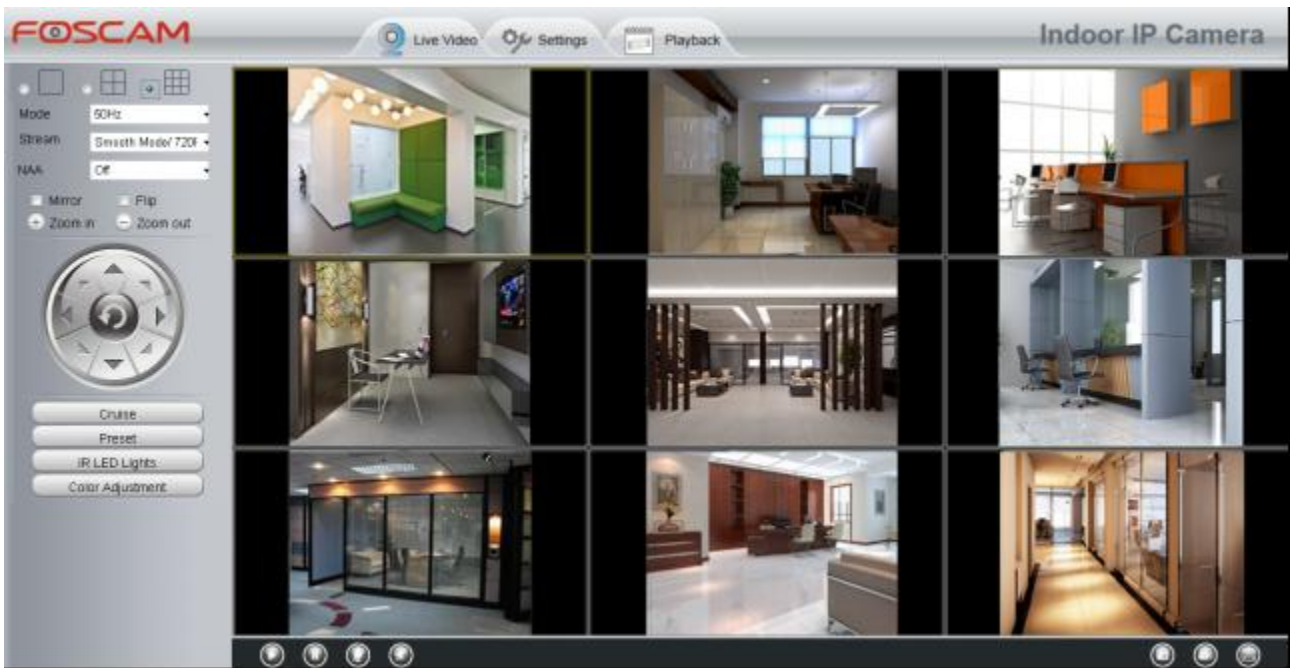 FOSCAM
Live Video
Settings
Playback
Indoor IP Camera
Mode
50Hz
Stream
Smooth Mode/ 720P
NAA
Off
Mirror
Flip
Zoom in
Zoom out
Cruise
Preset
IR LED Lights
Color Adjustment